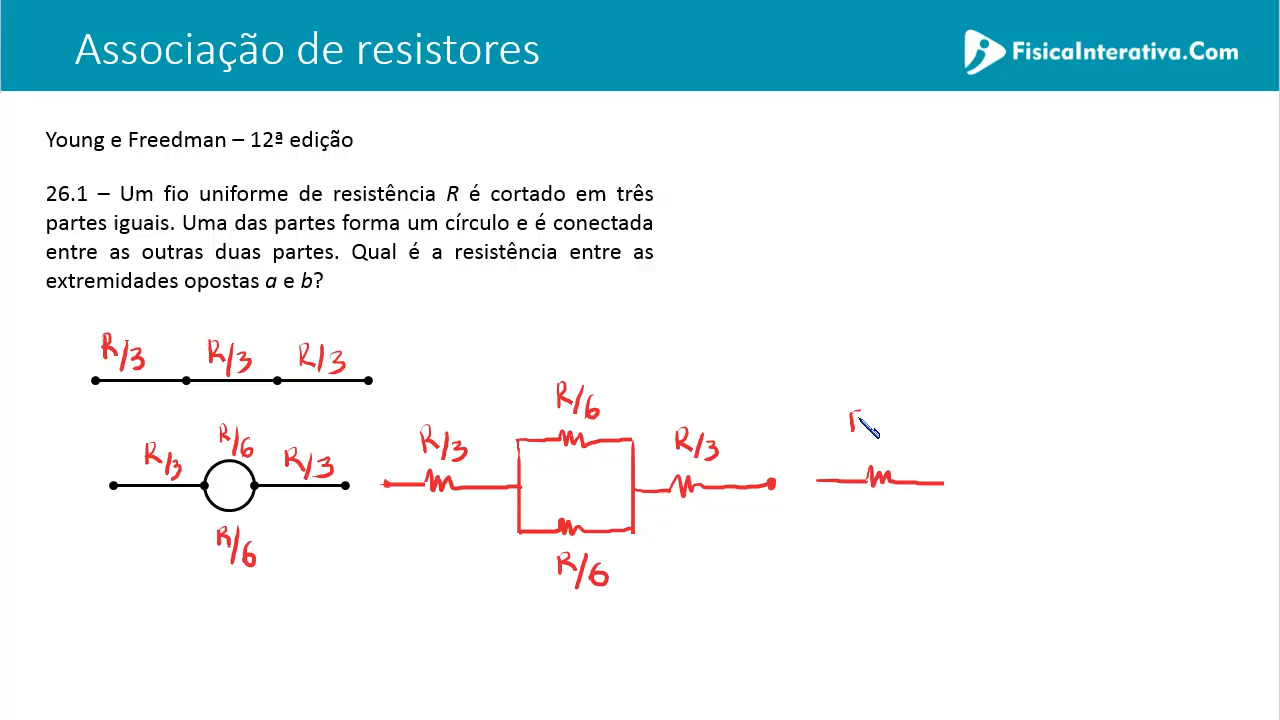 Associação de resistores
FisicaInterativa.Com
Young e Freedman – 12ª edição
26.1 – Um fio uniforme de resistência R é cortado em três
partes iguais. Uma das partes forma um círculo e é conectada
entre as outras duas partes. Qual é a resistência entre as
extremidades opostas a e b?
R/3 R/3 R/3
R/3 R/6 R/3
R/6
R/3 R/6 R/3
R/6